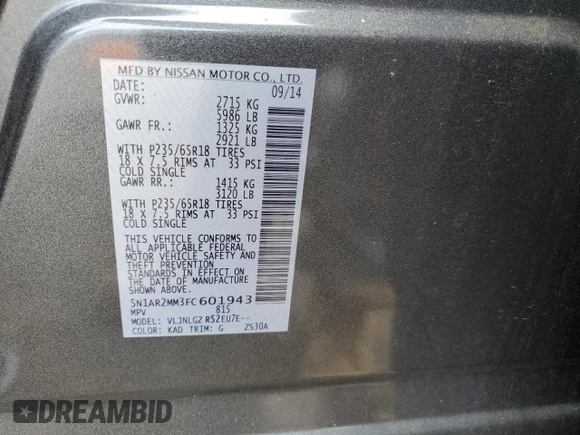 MFD BY NISSAN MOTOR CO., LTD.
DATE: 09/14
GVWR: 2715 KG
5986 LB
GAWR FR.: 1325 KG
2921 LB
WITH P235/65R18 TIRES
18 X 7.5 RIMS AT 33 PSI
COLD SINGLE
GAWR RR.: 1415 KG
3120 LB
WITH P235/65R18 TIRES
18 X 7.5 RIMS AT 33 PSI
COLD SINGLE
THIS VEHICLE CONFORMS TO
ALL APPLICABLE FEDERAL
MOTOR VEHICLE SAFETY AND
THEFT PREVENTION
STANDARDS IN EFFECT ON
THE DATE OF MANUFACTURE
SHOWN ABOVE.
5N1AR2MM3FC601943
MPV 815
MODEL: VLJNLGZ R52EU7E--
COLOR: KAD TRIM: G ZS30A
DREAMBID